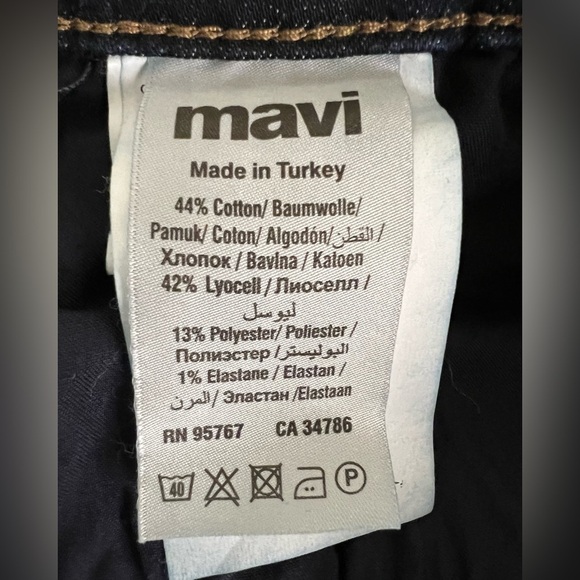 mavi
Made in Turkey
44% Cotton/ Baumwolle/
Pamuk/ Coton/ Algodón/القطن/
Хлопок / Bavlna / Katoen
42% Lyocell / Лиоселл /
ليوسل
13% Polyester/ Poliester /
Полиэстер /البوليستر/
1% Elastane/ Elastan /
المرن/ Эластан /Elastaan
RN 95767 CA 34786
40 P